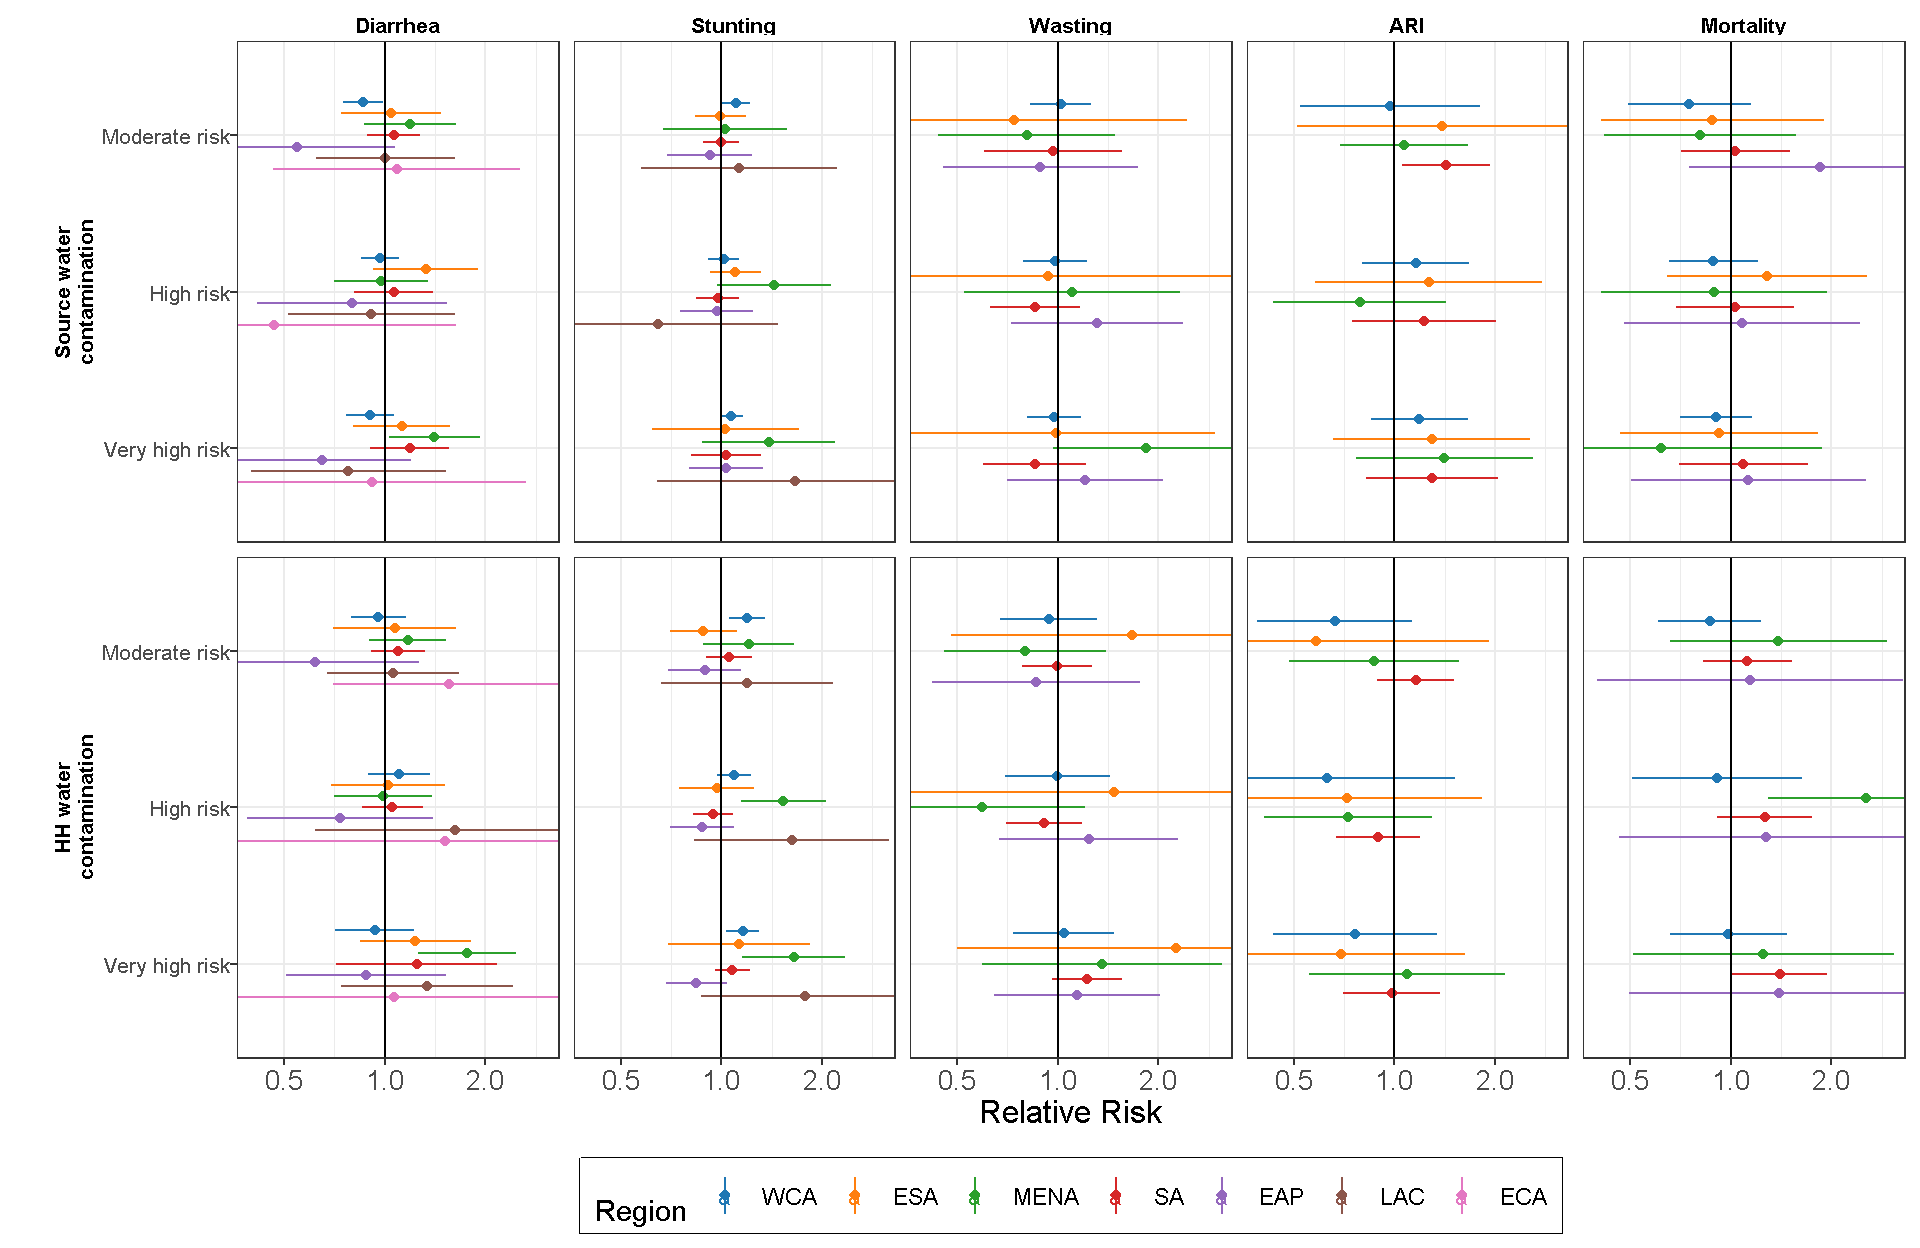 Diarrhea Stunting Wasting ARI Mortality
Source water
contamination
Moderate risk
High risk
Very high risk
HH water
contamination
Moderate risk
High risk
Very high risk
0.5 1.0 2.0 0.5 1.0 2.0 0.5 1.0 2.0 0.5 1.0 2.0 0.5 1.0 2.0
Relative Risk
Region a WCA a ESA a MENA a SA a EAP a LAC a ECA